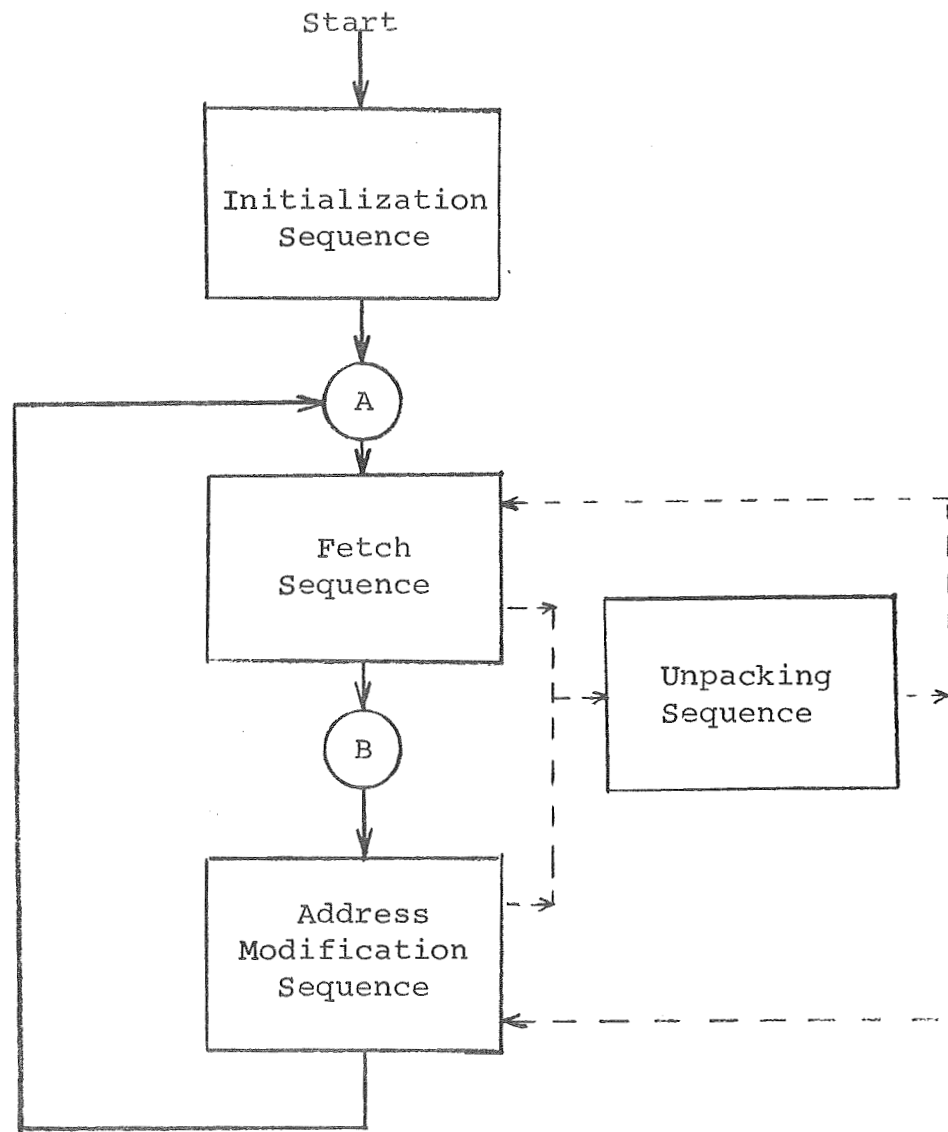 Start
Initialization
Sequence
A
Fetch
Sequence
Unpacking
Sequence
B
Address
Modification
Sequence